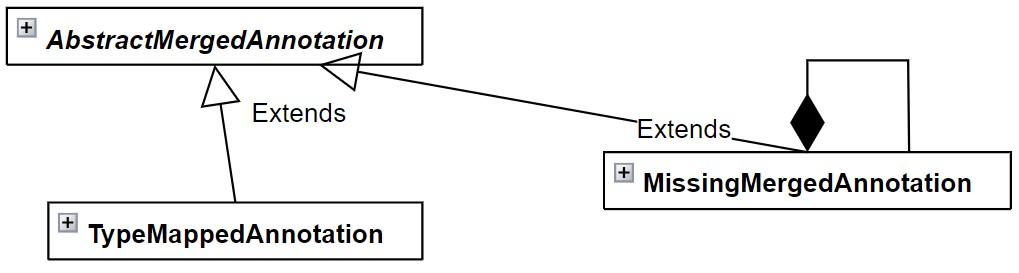 AbstractMergedAnnotation
Extends
Extends
MissingMergedAnnotation
TypeMappedAnnotation